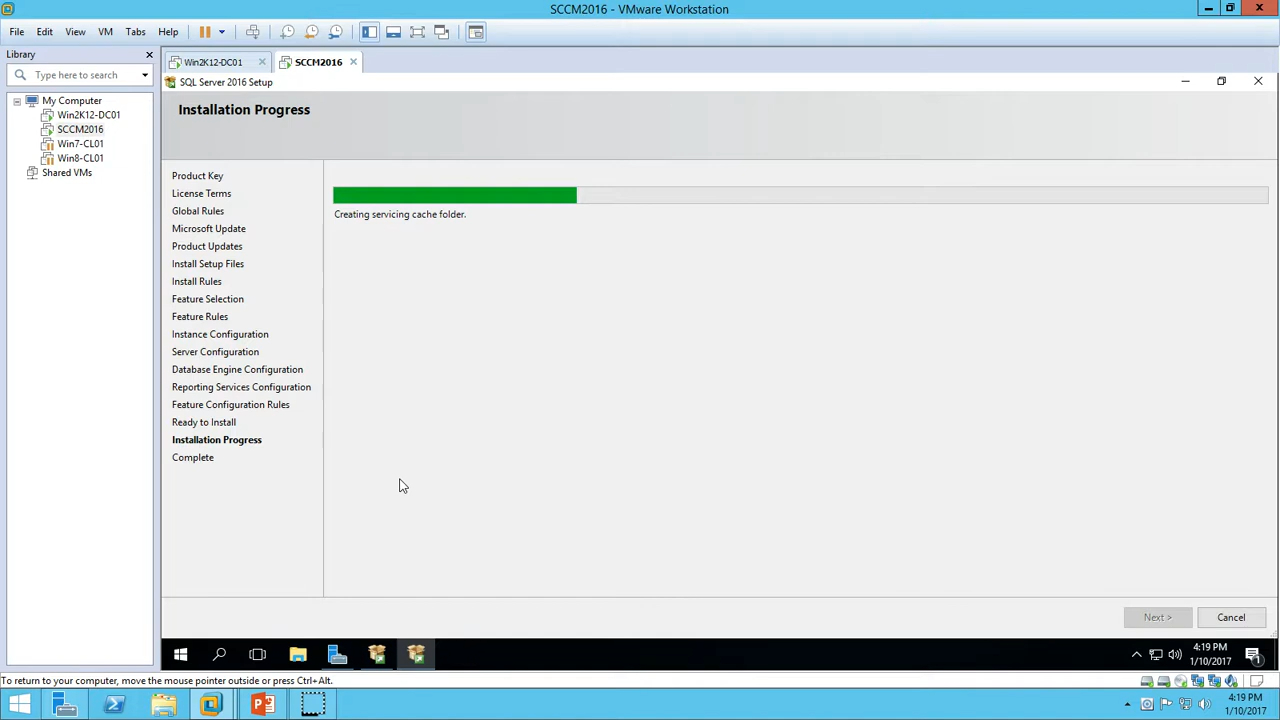 SCCM2016 - VMware Workstation
File Edit View VM Tabs Help
Library
Type here to search
My Computer
Win2K12-DC01
SCCM2016
Win7-CL01
Win8-CL01
Shared VMs
Win2K12-DC01 SCCM2016
SQL Server 2016 Setup
Installation Progress
Product Key
License Terms
Global Rules
Microsoft Update
Product Updates
Install Setup Files
Install Rules
Feature Selection
Feature Rules
Instance Configuration
Server Configuration
Database Engine Configuration
Reporting Services Configuration
Feature Configuration Rules
Ready to Install
Installation Progress
Complete
Creating servicing cache folder.
Next > Cancel
4:19 PM
1/10/2017
1
To return to your computer, move the mouse pointer outside or press Ctrl+Alt.
4:19 PM
1/10/2017